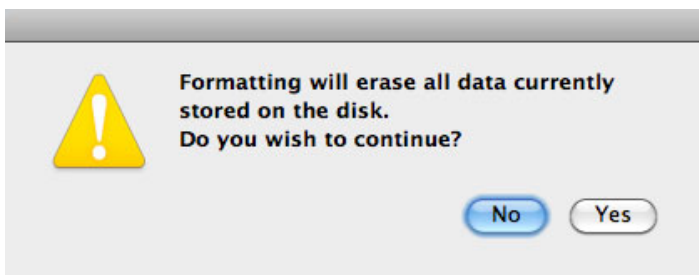 Formatting will erase all data currently
stored on the disk.
Do you wish to continue?
No Yes